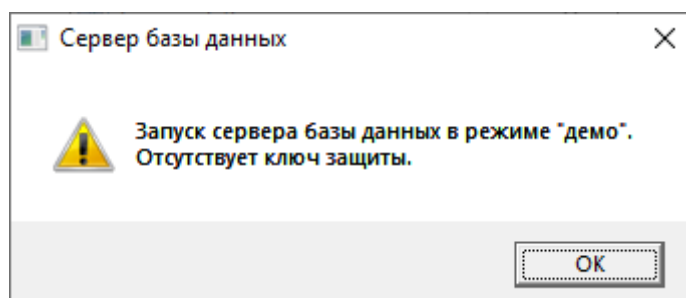 Сервер базы данных
Запуск сервера базы данных в режиме "демо".
Отсутствует ключ защиты.
OK